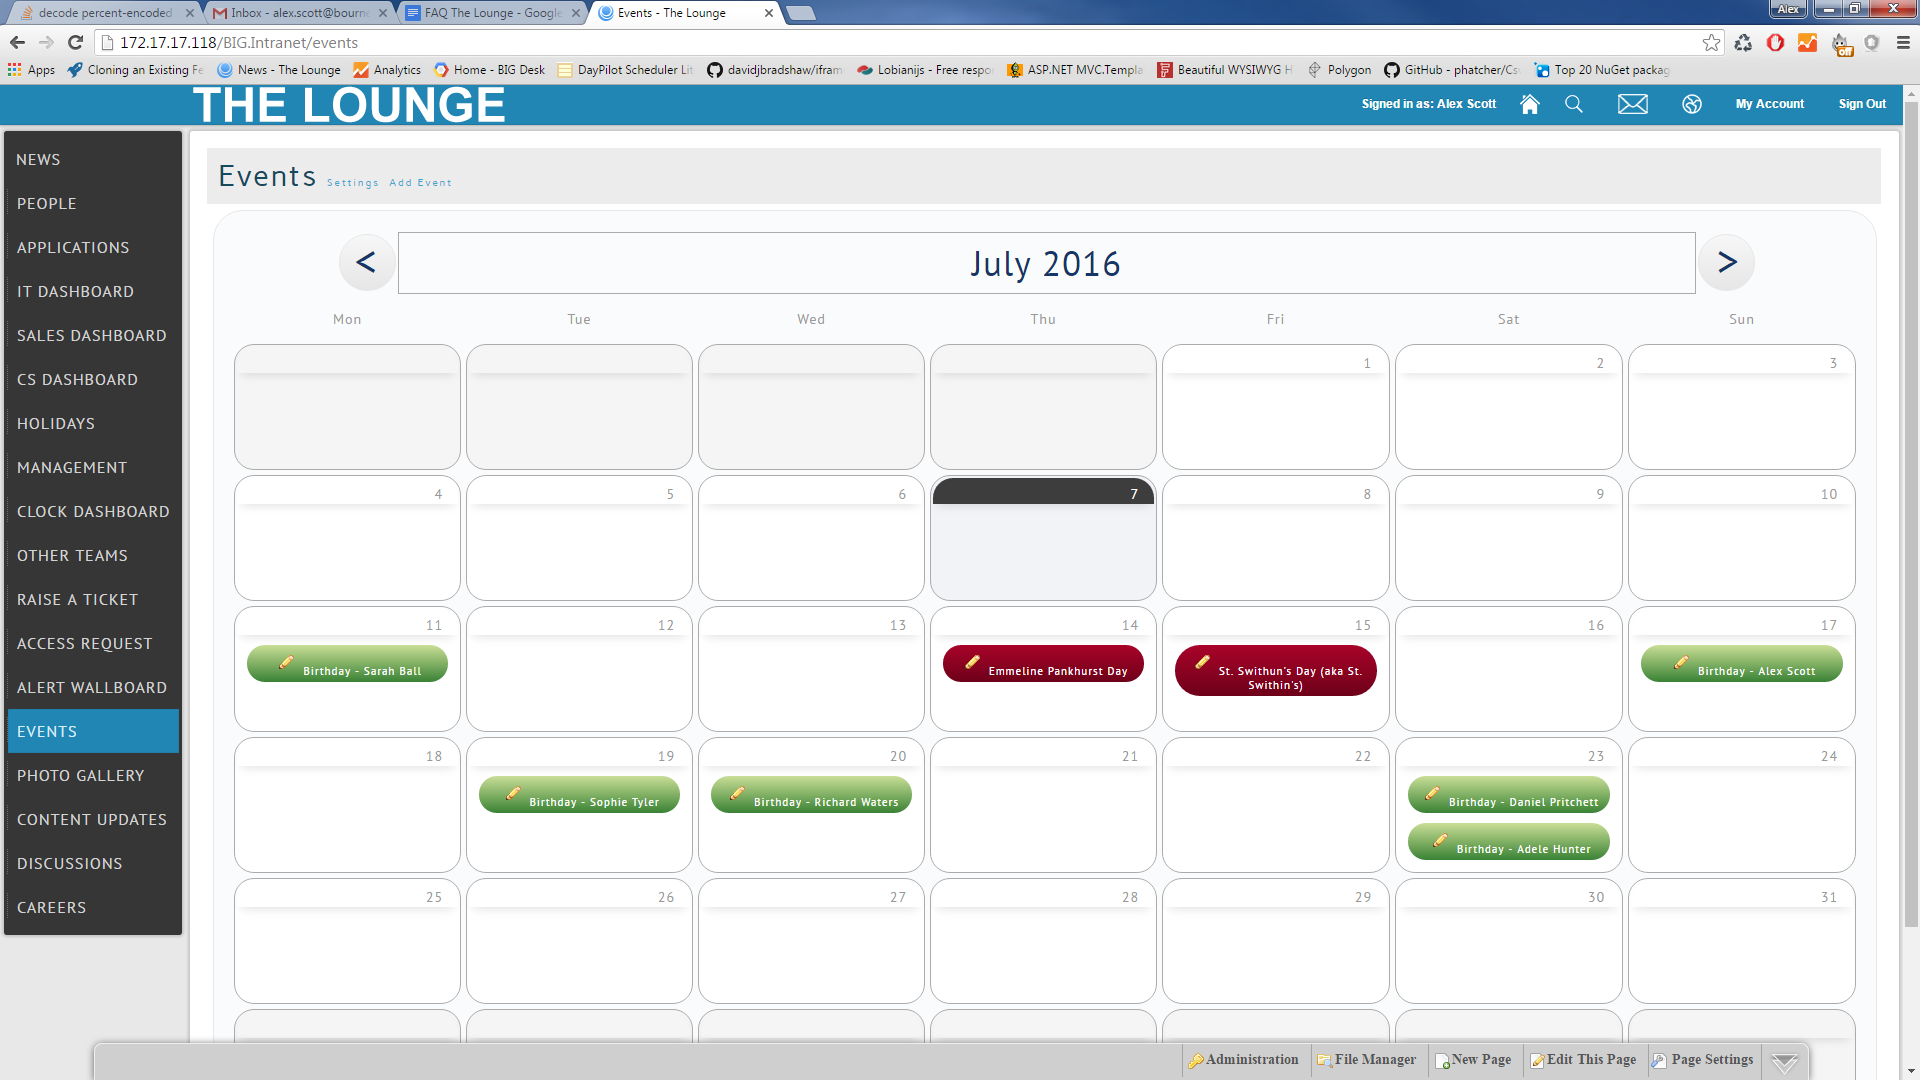 decode percent-encoded
Inbox - alex.scott@bourne
FAQ The Lounge - Google
Events - The Lounge
Alex
172.17.17.118/BIG.Intranet/events
off
Apps
Cloning an Existing Fe
News - The Lounge
Analytics
Home - BIG Desk
DayPilot Scheduler Lit
davidjbradshaw/ifram
Lobianijs - Free respo
ASP.NET MVC.Templa
Beautiful WYSIWYG H
Polygon
GitHub - phatcher/Cs
Top 20 NuGet packag
THE LOUNGE
Signed in as: Alex Scott
My Account
Sign Out
NEWS
PEOPLE
APPLICATIONS
IT DASHBOARD
SALES DASHBOARD
CS DASHBOARD
HOLIDAYS
MANAGEMENT
CLOCK DASHBOARD
OTHER TEAMS
RAISE A TICKET
ACCESS REQUEST
ALERT WALLBOARD
EVENTS
PHOTO GALLERY
CONTENT UPDATES
DISCUSSIONS
CAREERS
Events Settings Add Event
< July 2016 >
Mon Tue Wed Thu Fri Sat Sun
1 2 3
4 5 6 7 8 9 10
11 12 13 14 15 16 17
Birthday - Sarah Ball
Emmeline Pankhurst Day
St. Swithun's Day (aka St.
Swithin's)
Birthday - Alex Scott
18 19 20 21 22 23 24
Birthday - Sophie Tyler
Birthday - Richard Waters
Birthday - Daniel Pritchett
Birthday - Adele Hunter
25 26 27 28 29 30 31
Administration
File Manager
New Page
Edit This Page
Page Settings